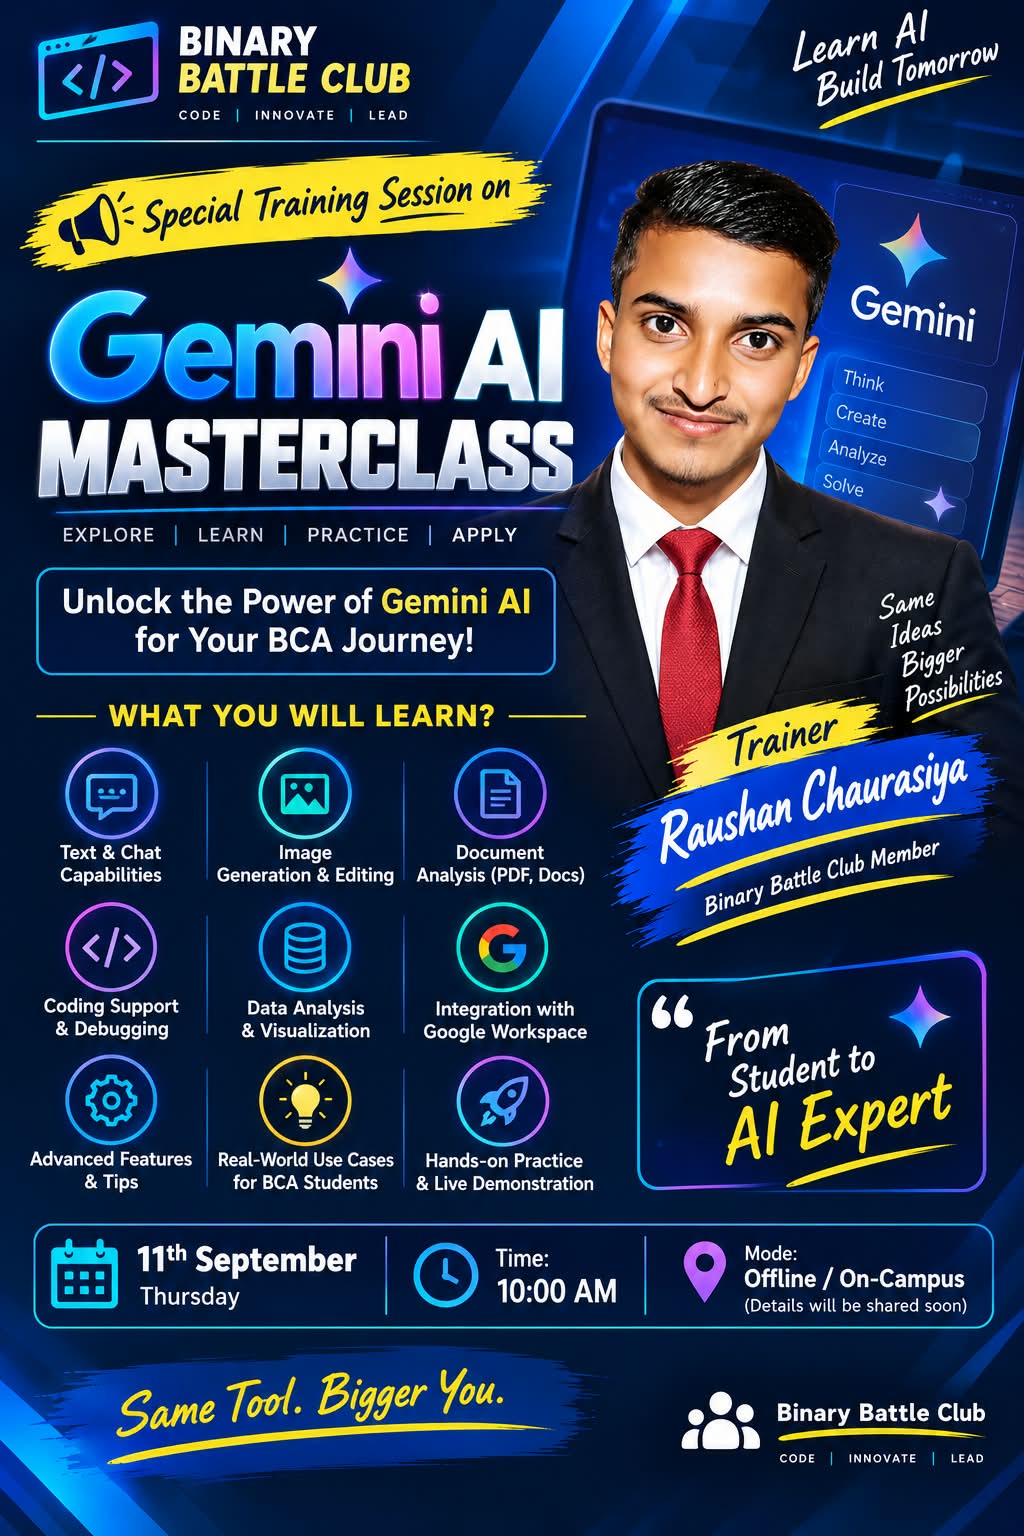 BINARY
BATTLE CLUB
CODE | INNOVATE | LEAD
Learn AI
Build Tomorrow
Special Training Session on
Gemini AI
MASTERCLASS
EXPLORE | LEARN | PRACTICE | APPLY
Gemini
Think
Create
Analyze
Solve
Unlock the Power of Gemini AI
for Your BCA Journey!
Same
Ideas
Bigger
Possibilities
WHAT YOU WILL LEARN?
Text & Chat
Capabilities
Image
Generation & Editing
Document
Analysis (PDF, Docs)
Coding Support
& Debugging
Data Analysis
& Visualization
G
Integration with
Google Workspace
Advanced Features
& Tips
Real-World Use Cases
for BCA Students
Hands-on Practice
& Live Demonstration
Trainer
Raushan Chaurasiya
Binary Battle Club Member
“From
Student to
AI Expert
11th September
Thursday
Time:
10:00 AM
Mode:
Offline / On-Campus
(Details will be shared soon)
Same Tool. Bigger You.
Binary Battle Club
CODE | INNOVATE | LEAD